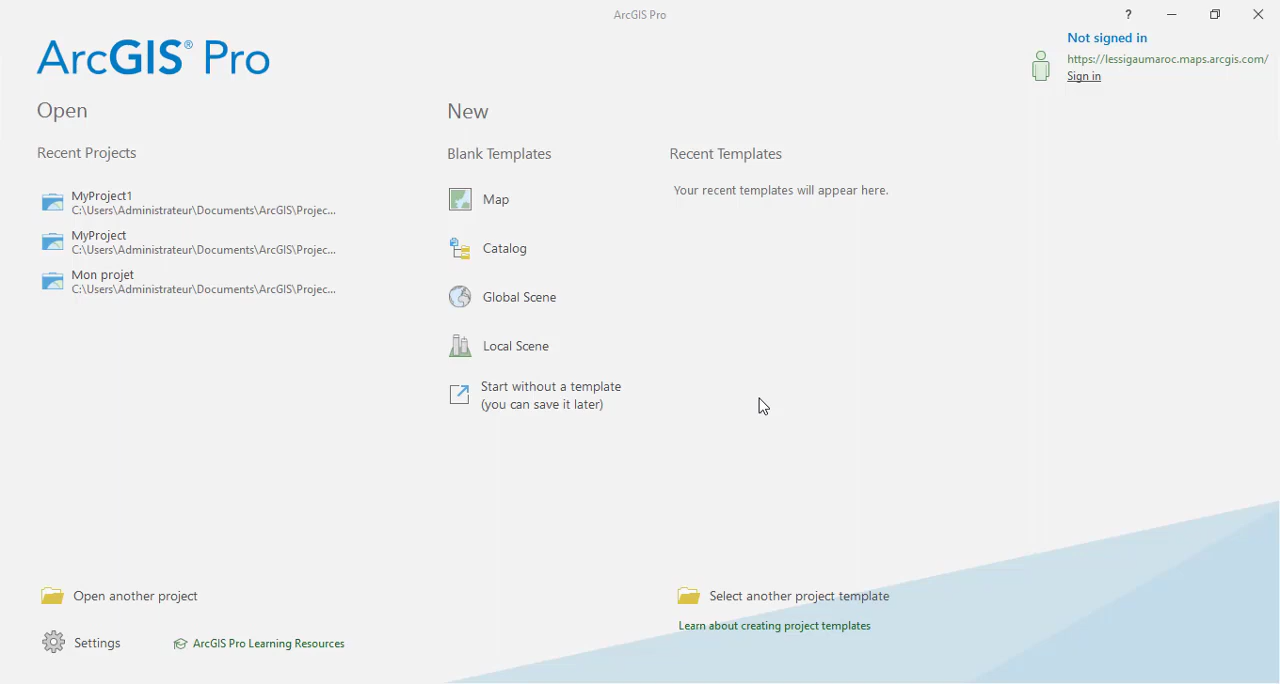 ArcGIS Pro
?
ArcGIS® Pro
Not signed in
https://lessigaumaroc.maps.arcgis.com/
Sign in
Open
Recent Projects
MyProject1
C:\Users\Administrateur\Documents\ArcGIS\Projec...
MyProject
C:\Users\Administrateur\Documents\ArcGIS\Projec...
Mon projet
C:\Users\Administrateur\Documents\ArcGIS\Projec...
New
Blank Templates
Map
Catalog
Global Scene
Local Scene
Start without a template
(you can save it later)
Recent Templates
Your recent templates will appear here.
Open another project
Settings
ArcGIS Pro Learning Resources
Select another project template
Learn about creating project templates